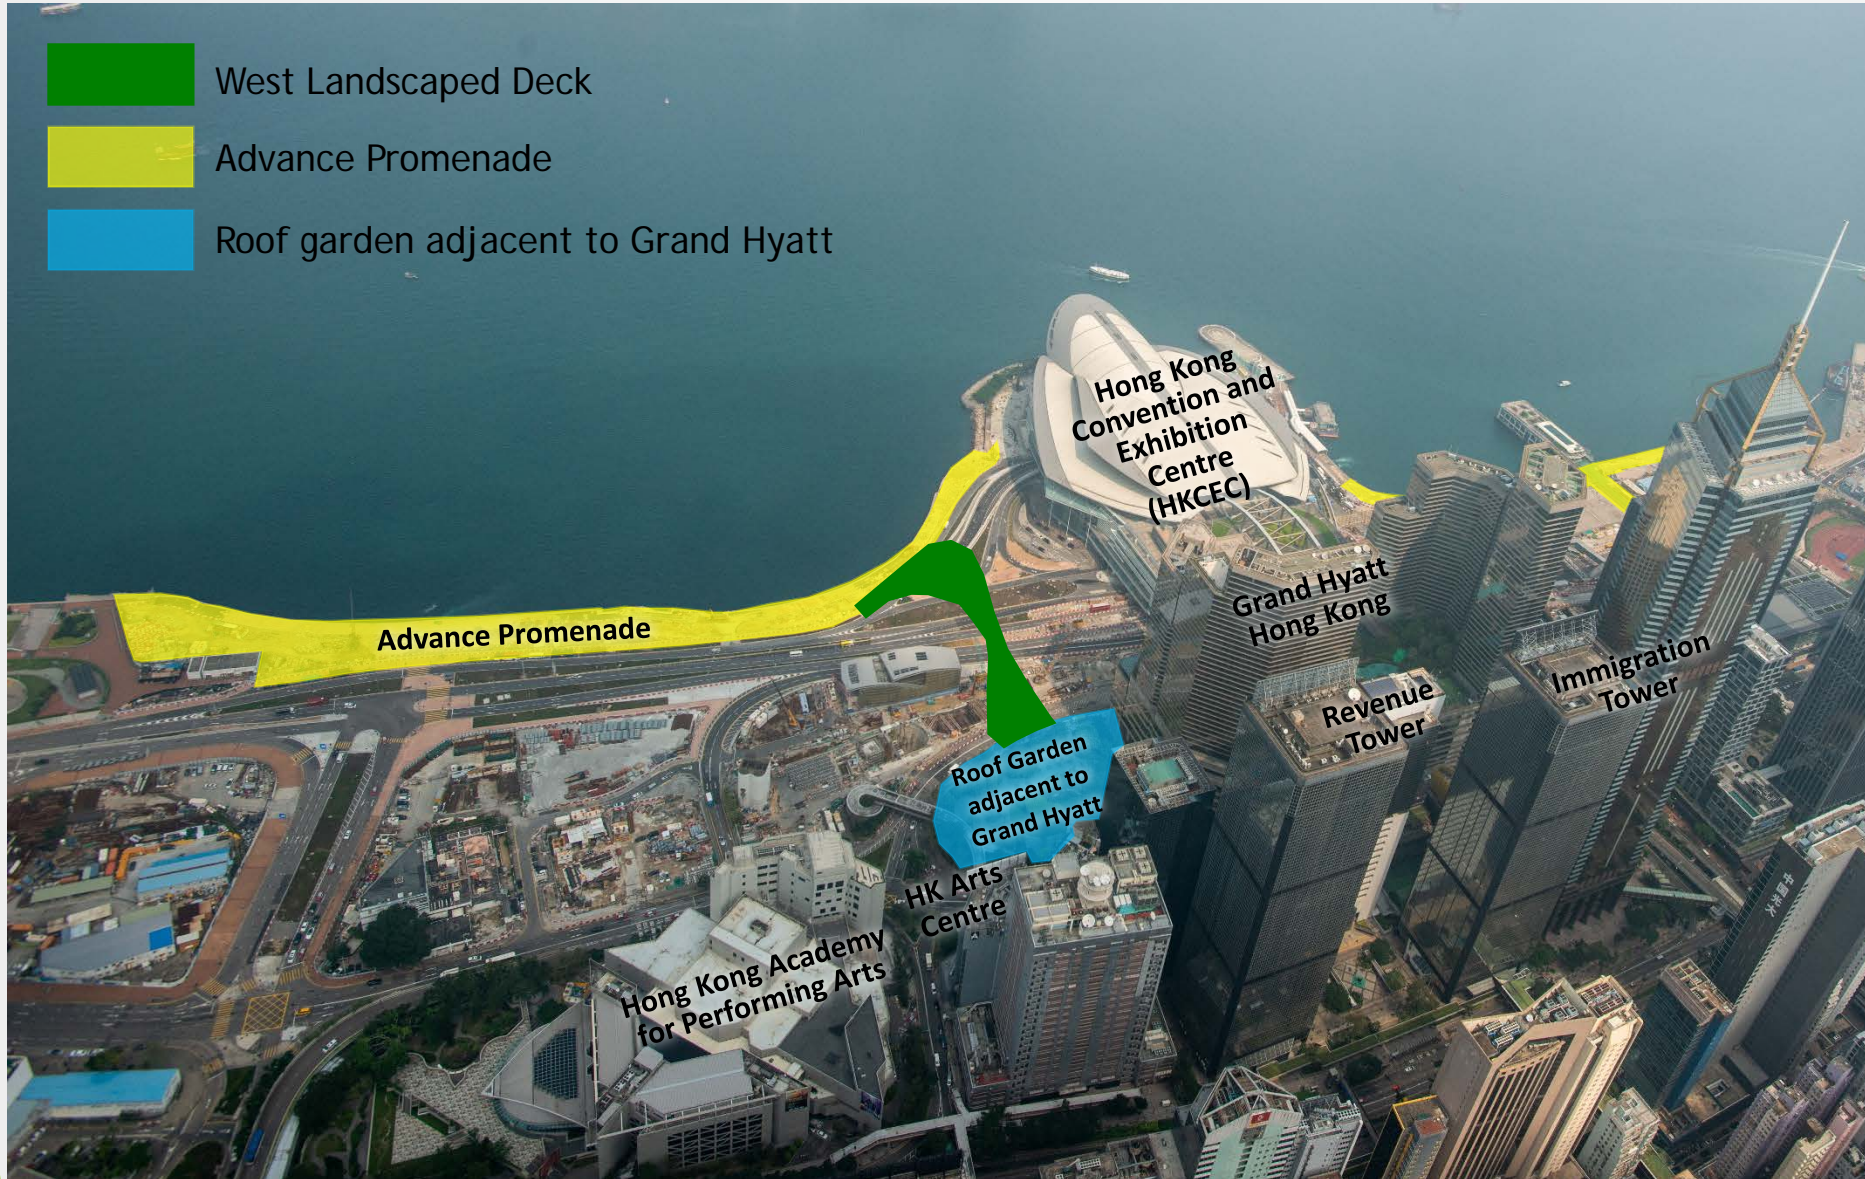 West Landscaped Deck
Advance Promenade
Roof garden adjacent to Grand Hyatt
Hong Kong
Convention and
Exhibition
Centre
(HKCEC)
Advance Promenade
Grand Hyatt
Hong Kong
Immigration
Tower
Revenue
Tower
Roof Garden
adjacent to
Grand Hyatt
HK Arts
Centre
Hong Kong Academy
for Performing Arts